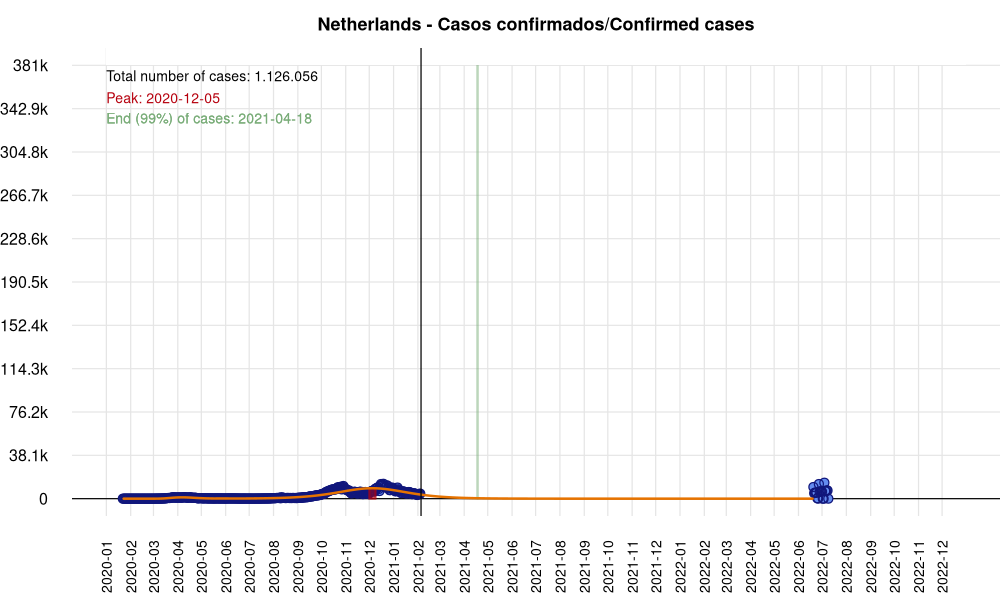 Netherlands - Casos confirmados/Confirmed cases
Total number of cases: 1.126.056
Peak: 2020-12-05
End (99%) of cases: 2021-04-18
381k
342.9k
304.8k
266.7k
228.6k
190.5k
152.4k
114.3k
76.2k
38.1k
0
2020-01
2020-02
2020-03
2020-04
2020-05
2020-06
2020-07
2020-08
2020-09
2020-10
2020-11
2020-12
2021-01
2021-02
2021-03
2021-04
2021-05
2021-06
2021-07
2021-08
2021-09
2021-10
2021-11
2021-12
2022-01
2022-02
2022-03
2022-04
2022-05
2022-06
2022-07
2022-08
2022-09
2022-10
2022-11
2022-12